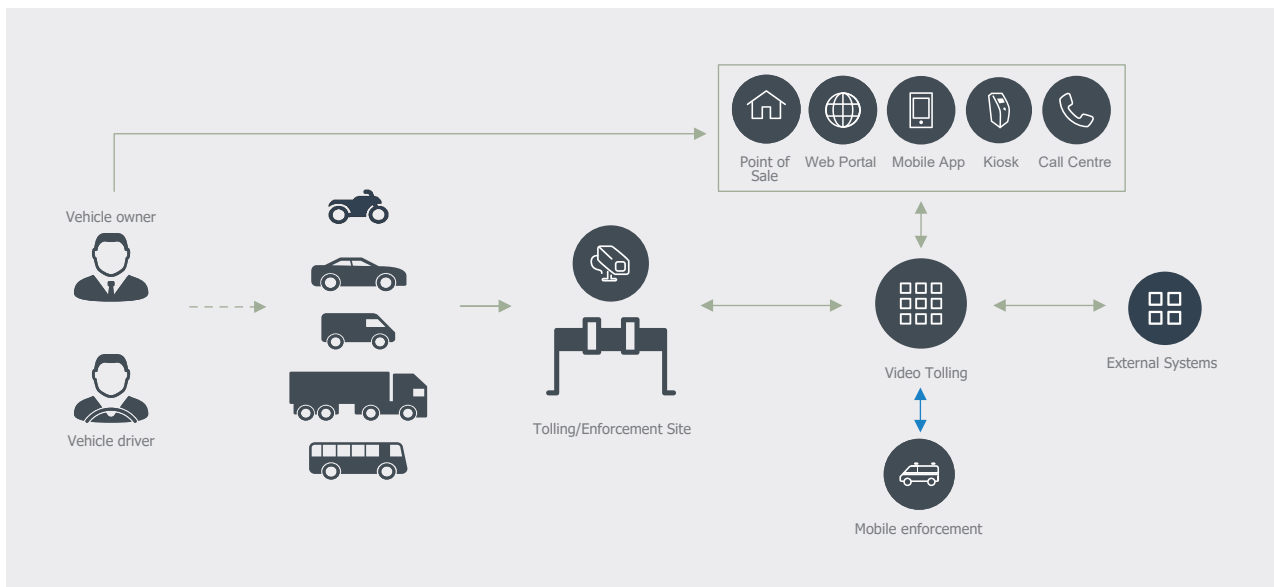 Point of
Sale
Web Portal
Mobile App
Kiosk
Call Centre
Vehicle owner
Video Tolling
External Systems
Tolling/Enforcement Site
Vehicle driver
Mobile enforcement